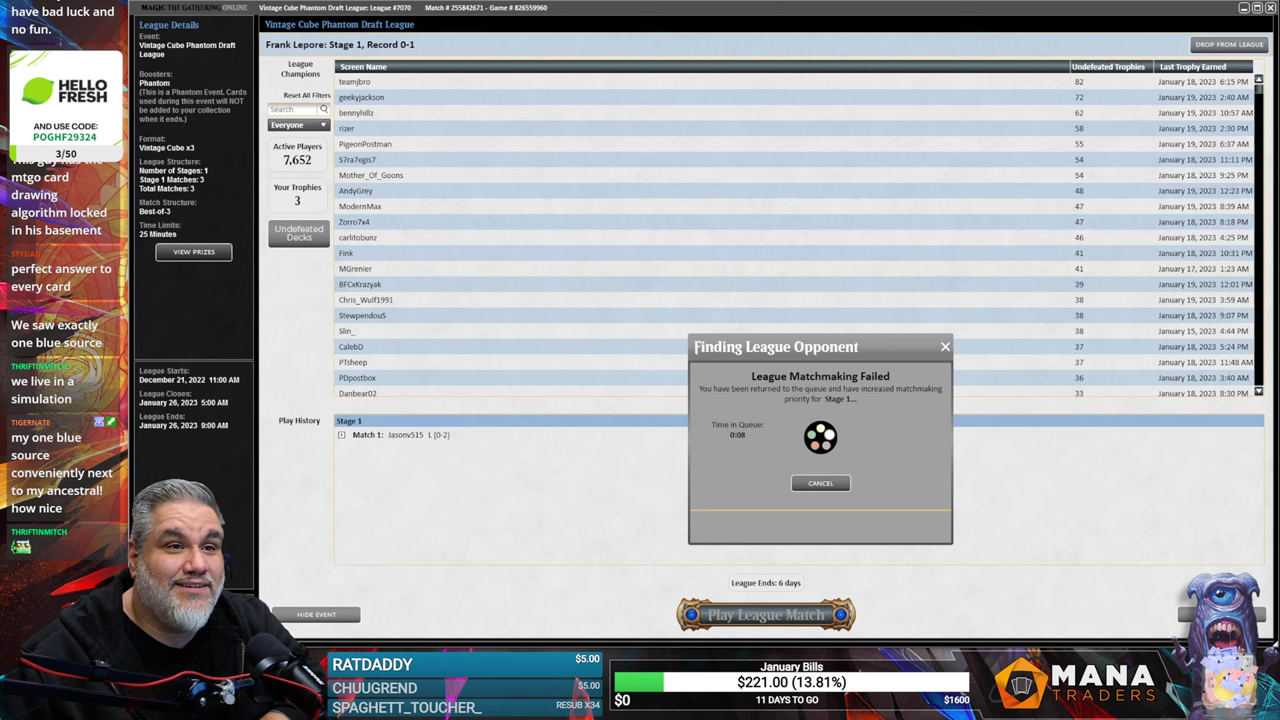 have bad luck and
no fun.
HELLO
FRESH
AND USE CODE:
POGHF29324
3/50
This guy has the
mtgo card
drawing
algorithm locked
in his basement
STYSIAD
perfect answer to
every card
We saw exactly
one blue source
THRIFTINMITCH
we live in a
simulation
TIGERNATE
my one blue
source
conveniently next
to my ancestral!
how nice
THRIFTINMITCH
MAGIC THE GATHERING ONLINE
Vintage Cube Phantom Draft League: League #7070
Match # 255842671 - Game # 826559960
League Details
Event:
Vintage Cube Phantom Draft
League
Boosters:
Phantom
(This is a Phantom Event. Cards
used during this event will NOT
be added to your collection
when it ends.)
Format:
Vintage Cube x3
League Structure:
Number of Stages: 1
Stage 1 Matches: 3
Total Matches: 3
Match Structure:
Best-of-3
Time Limits:
25 Minutes
VIEW PRIZES
League Starts:
December 21, 2022 11:00 AM
League Closes:
January 26, 2023 5:00 AM
League Ends:
January 26, 2023 9:00 AM
Vintage Cube Phantom Draft League
Frank Lepore: Stage 1, Record 0-1
DROP FROM LEAGUE
League
Champions
Reset All Filters
Search
Everyone
Active Players
7,652
Your Trophies
3
Undefeated
Decks
Screen Name Undefeated Trophies Last Trophy Earned
teamjbro 82 January 18, 2023 6:15 PM
geekyjackson 72 January 19, 2023 2:40 AM
bennyhillz 62 January 19, 2023 10:57 AM
rizer 58 January 18, 2023 2:30 PM
PigeonPostman 55 January 19, 2023 6:37 AM
S7ra7egis7 54 January 18, 2023 11:11 PM
Mother_Of_Goons 54 January 18, 2023 9:25 PM
AndyGrey 48 January 19, 2023 12:23 PM
ModernMax 47 January 19, 2023 8:39 AM
Zorro7x4 47 January 18, 2023 8:18 PM
carlitobunz 46 January 18, 2023 4:25 PM
Fink 41 January 18, 2023 10:31 PM
MGrenier 41 January 17, 2023 1:23 AM
BFCxKrazyak 39 January 19, 2023 12:01 PM
Chris_Wulf1991 38 January 19, 2023 3:59 AM
StewpendouS 38 January 18, 2023 9:07 PM
Slin_ 38 January 15, 2023 4:44 PM
CalebD 37 January 18, 2023 5:24 PM
PTsheep 37 January 18, 2023 11:48 AM
PDpostbox 36 January 18, 2023 3:40 AM
Danbear02 33 January 18, 2023 8:30 PM
Finding League Opponent
League Matchmaking Failed
You have been returned to the queue and have increased matchmaking
priority for Stage 1...
Time in Queue:
0:08
CANCEL
Play History
Stage 1
Match 1: Jasonv515 L (0-2)
League Ends: 6 days
HIDE EVENT
Play League Match
RATDADDY $5.00
CHUUGREND $5.00
SPAGHETT_TOUCHER_ RESUB X34
January Bills
$221.00 (13.81%)
$0 11 DAYS TO GO $1600
MANA
TRADERS